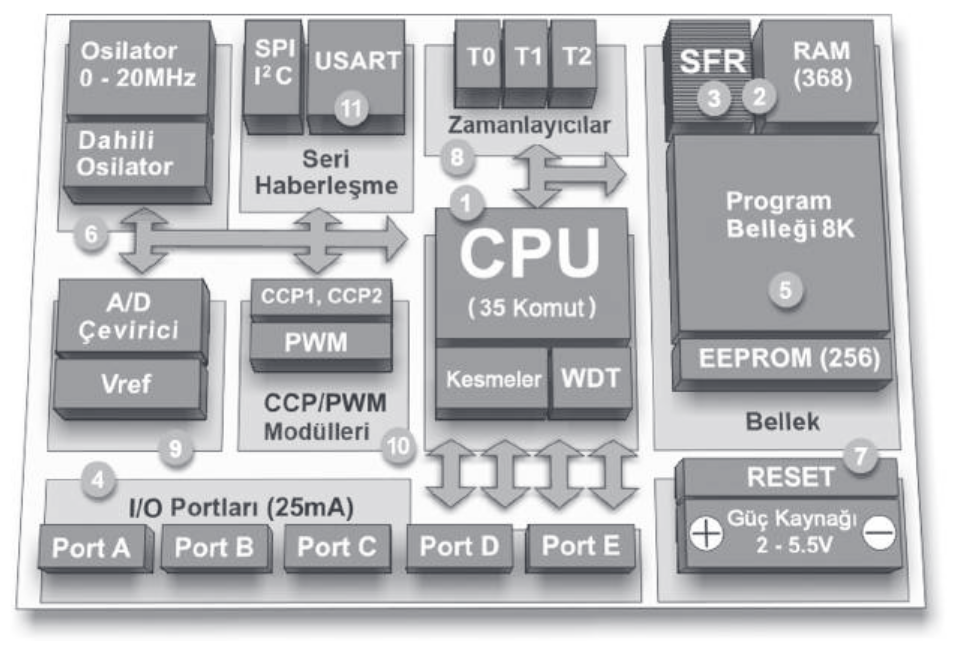 Osilator
0 - 20MHz
Dahili
Osilator
6
SPI
I²C
USART
11
Seri
Haberleşme
T0 T1 T2
Zamanlayıcılar
8
SFR
3
2
RAM
(368)
Program
Belleği 8K
5
EEPROM (256)
Bellek
1
CPU
(35 Komut)
Kesmeler
WDT
A/D
Çevirici
Vref
9
CCP1, CCP2
PWM
CCP/PWM
Modülleri
10
4
I/O Portları (25mA)
Port A Port B Port C Port D Port E
7
RESET
+
Güç Kaynağı
2 - 5.5V
−